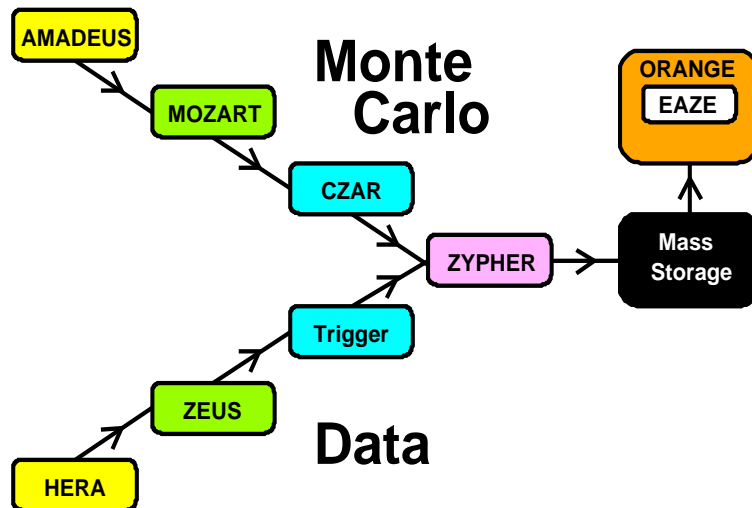 AMADEUS
Monte
Carlo
MOZART
CZAR
ORANGE
EAZE
ZYPHER
Mass
Storage
Trigger
ZEUS
Data
HERA